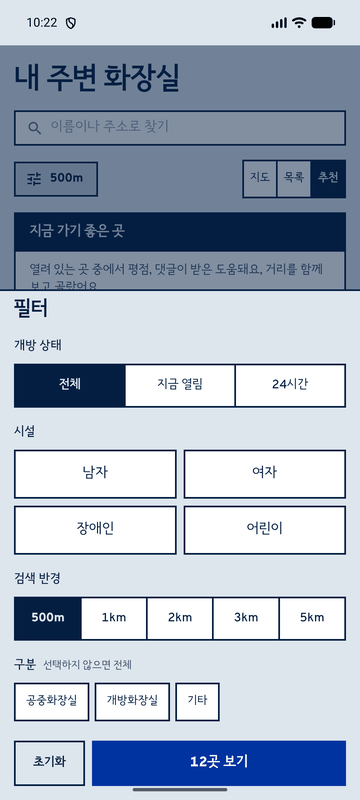 10:22
내 주변 화장실
이름이나 주소로 찾기
500m
지도 목록 추천
지금 가기 좋은 곳
열려 있는 곳 중에서 평점, 댓글이 받은 도움돼요, 거리를 함께
보고 골랐어요
필터
개방 상태
전체 지금 열림 24시간
시설
남자 여자
장애인 어린이
검색 반경
500m 1km 2km 3km 5km
구분 선택하지 않으면 전체
공중화장실 개방화장실 기타
초기화 12곳 보기